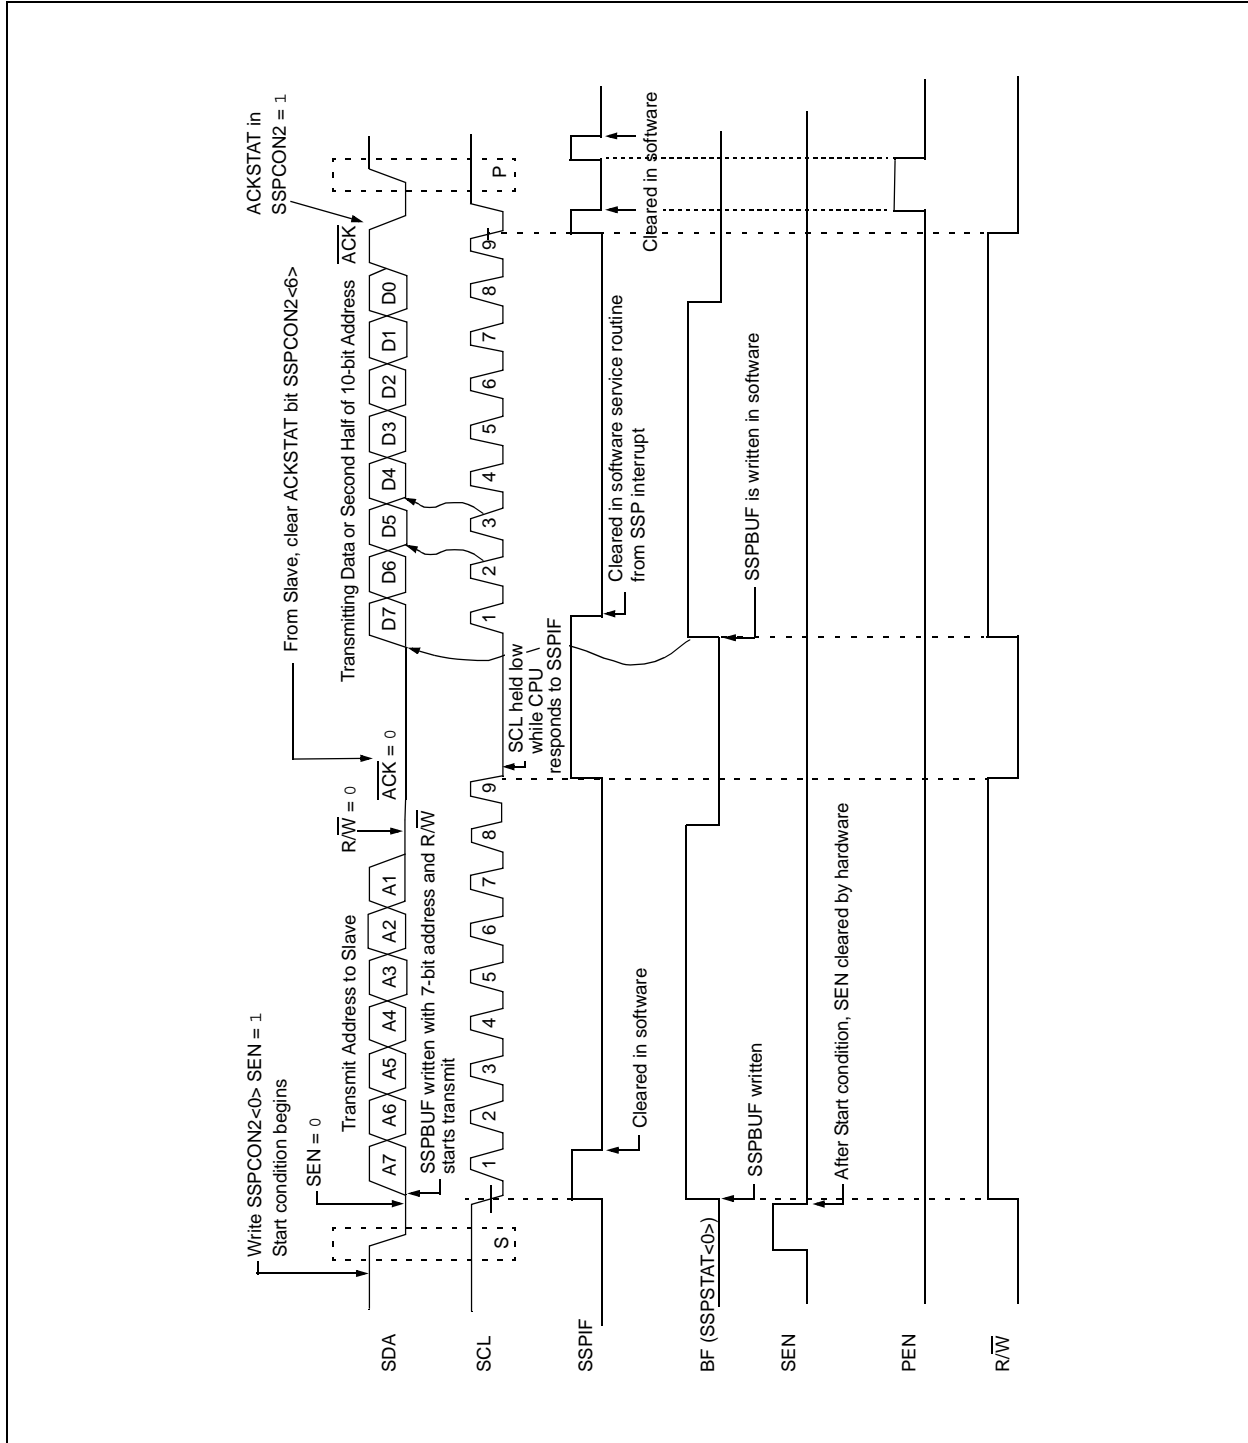 Write SSPCON2<0> SEN = 1
Start condition begins
From Slave, clear ACKSTAT bit SSPCON2<6>
ACKSTAT in
SSPCON2 = 1
SEN = 0
Transmit Address to Slave
R/W = 0
ACK = 0
Transmitting Data or Second Half of 10-bit Address
ACK
SDA
A7 A6 A5 A4 A3 A2 A1
D7 D6 D5 D4 D3 D2 D1 D0
SSPBUF written with 7-bit address and R/W
starts transmit
SCL
S
1 2 3 4 5 6 7 8 9
1 2 3 4 5 6 7 8 9
P
SCL held low
while CPU
responds to SSPIF
SSPIF
Cleared in software
Cleared in software service routine
from SSP interrupt
Cleared in software
BF (SSPSTAT<0>)
SSPBUF written
SSPBUF is written in software
SEN
After Start condition, SEN cleared by hardware
PEN
R/W